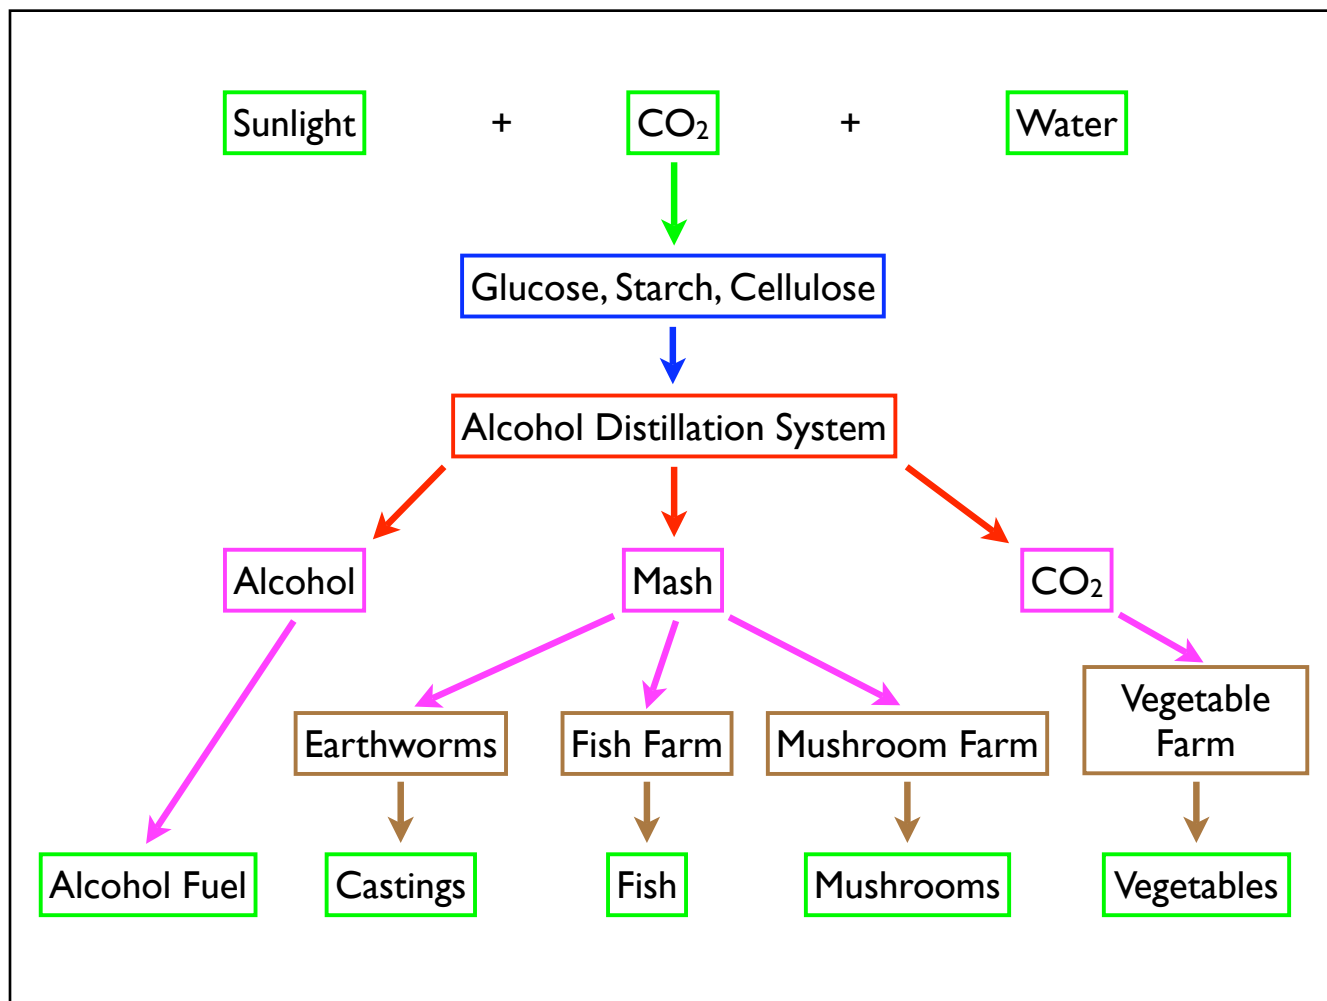 Sunlight + CO₂ + Water
Glucose, Starch, Cellulose
Alcohol Distillation System
Alcohol Mash CO₂
Earthworms Fish Farm Mushroom Farm Vegetable
Farm
Alcohol Fuel Castings Fish Mushrooms Vegetables